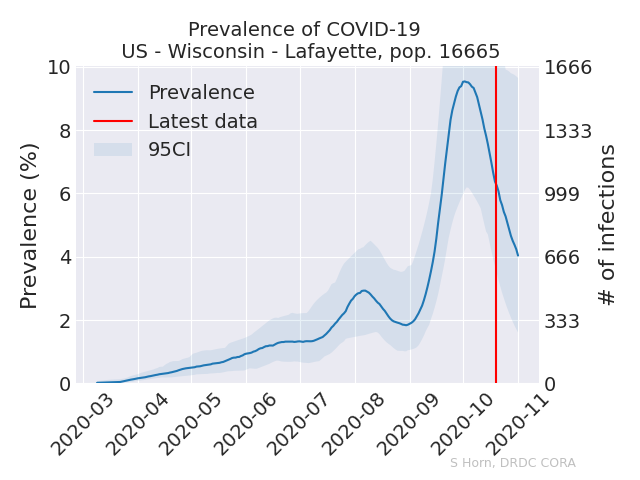 Prevalence of COVID-19
US - Wisconsin - Lafayette, pop. 16665
Prevalence
Latest data
95CI
Prevalence (%)
10
8
6
4
2
0
1666
1333
999
666
333
0
# of infections
2020-03
2020-04
2020-05
2020-06
2020-07
2020-08
2020-09
2020-10
2020-11
S Horn, DRDC CORA